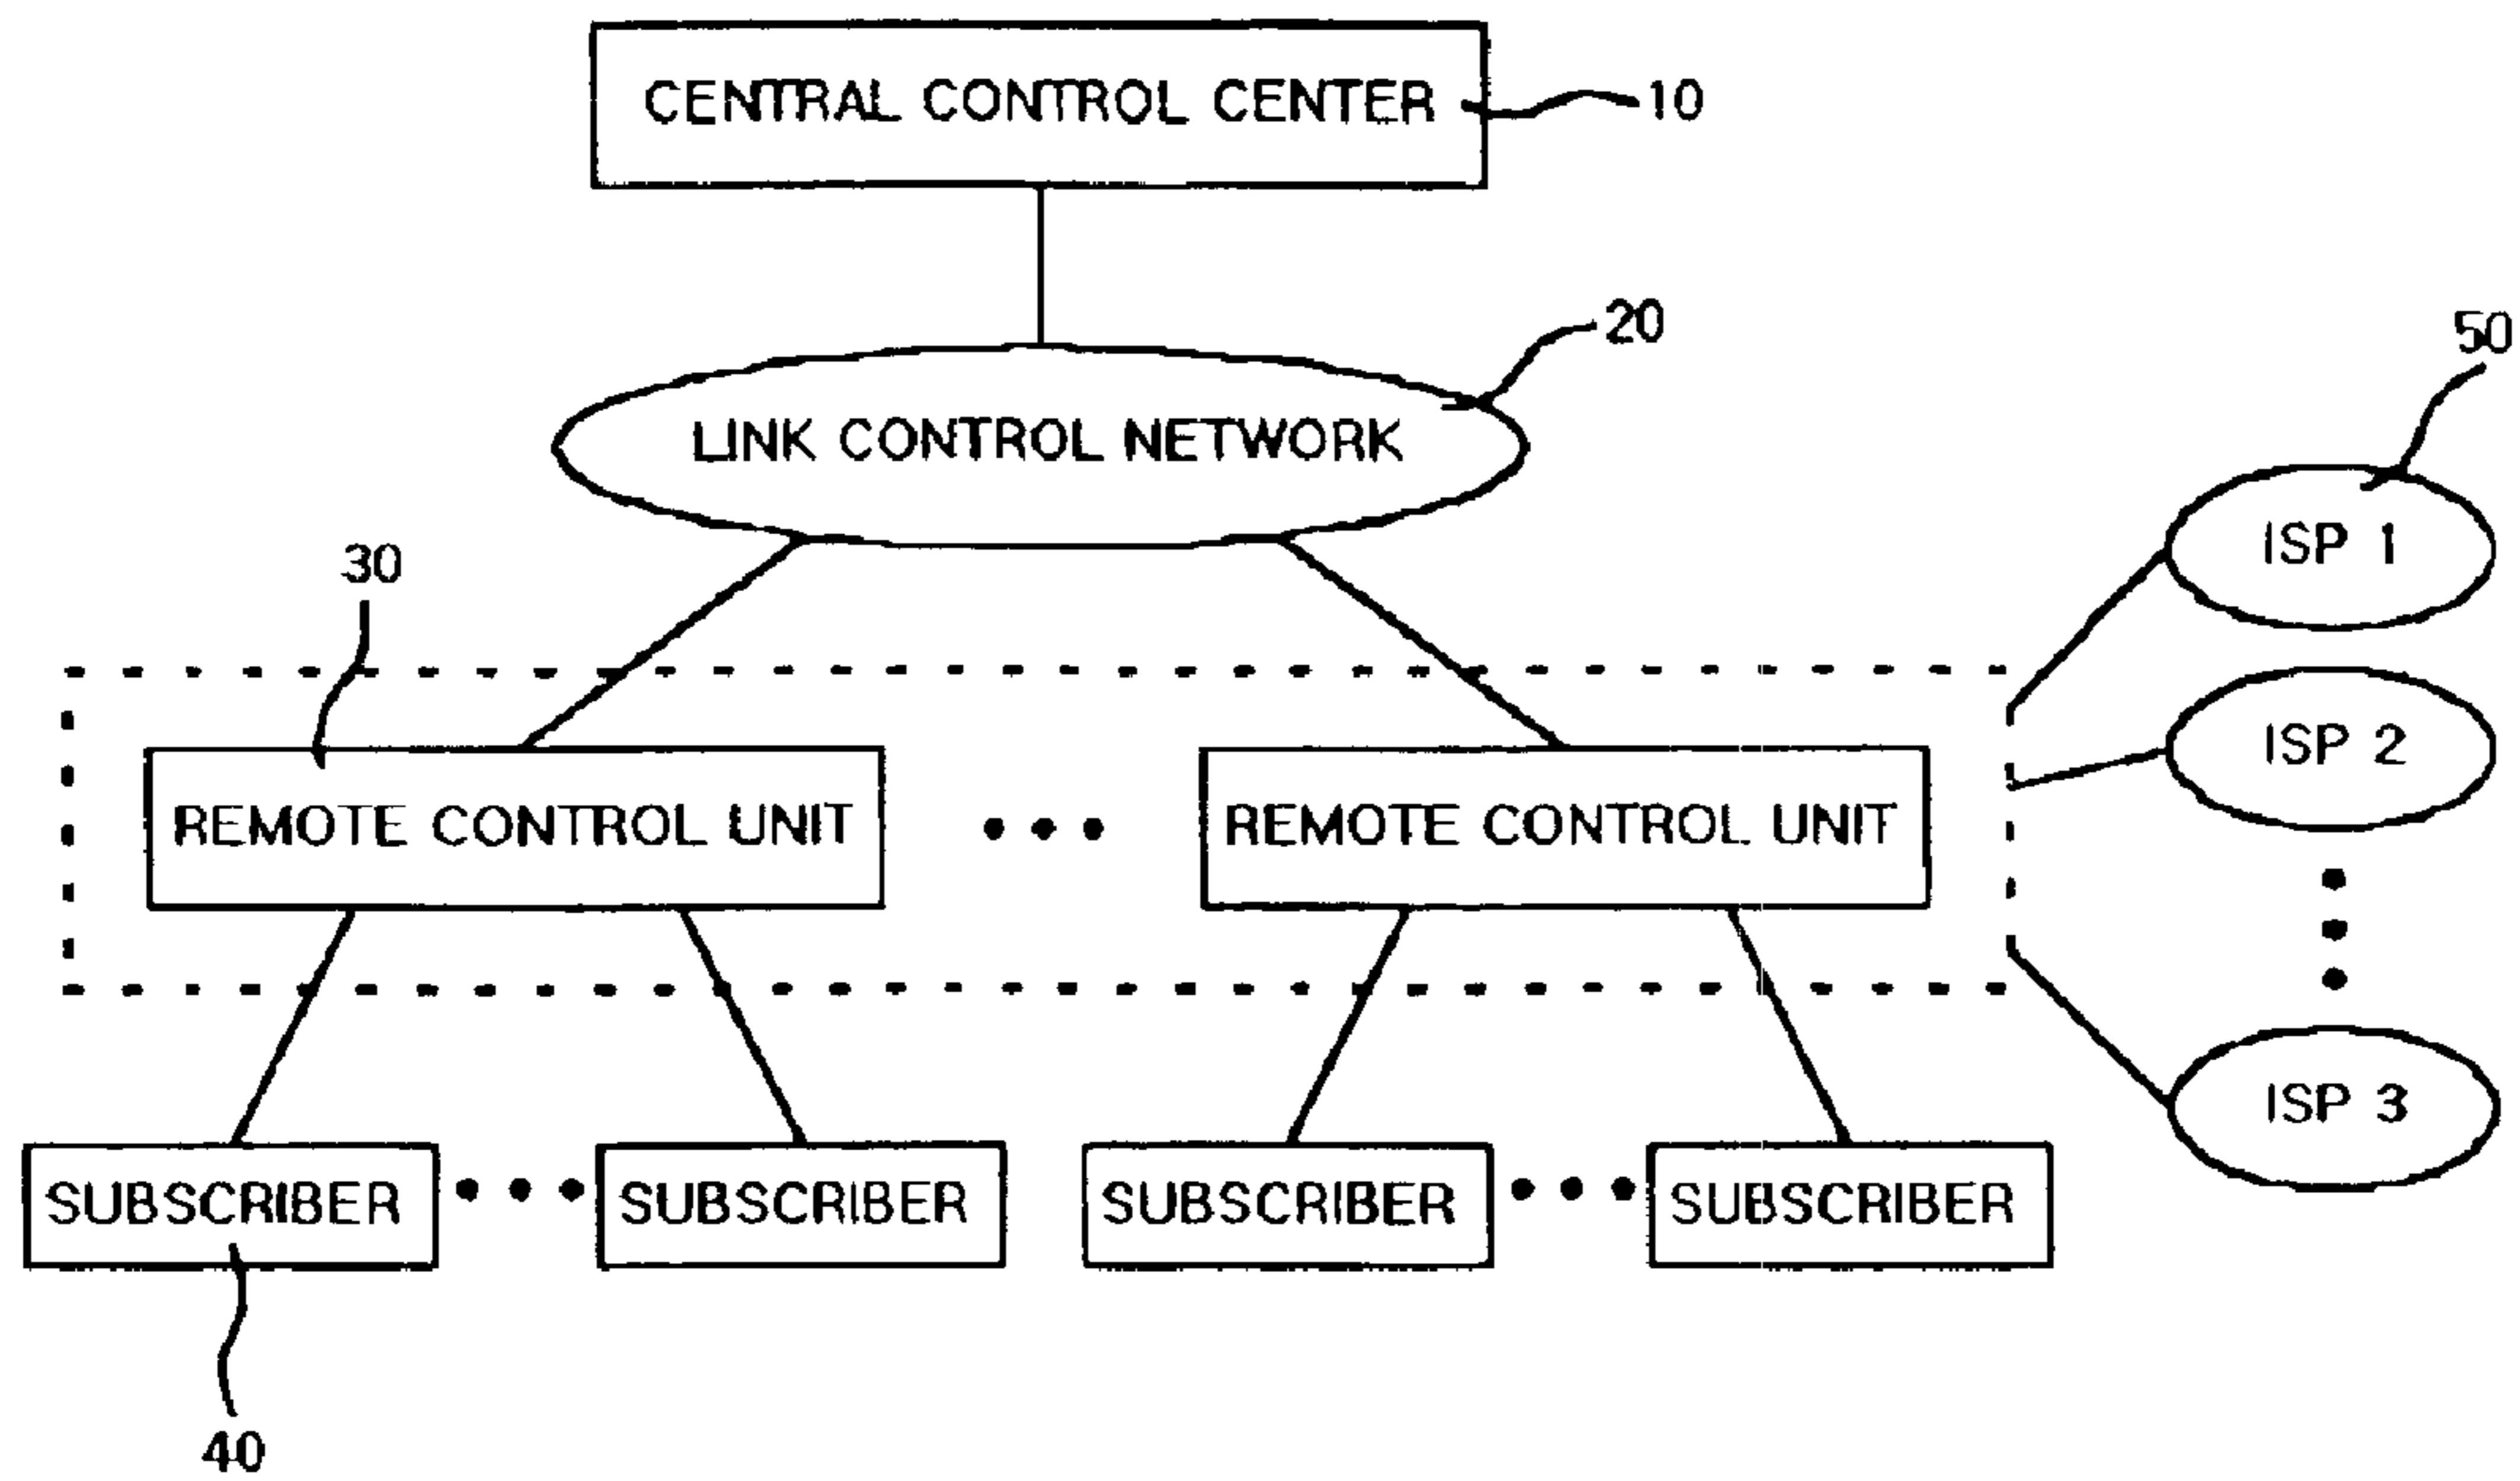 CENTRAL CONTROL CENTER
10
LINK CONTROL NETWORK
20
50
ISP 1
30
ISP 2
REMOTE CONTROL UNIT
REMOTE CONTROL UNIT
ISP 3
SUBSCRIBER
SUBSCRIBER
SUBSCRIBER
SUBSCRIBER
40